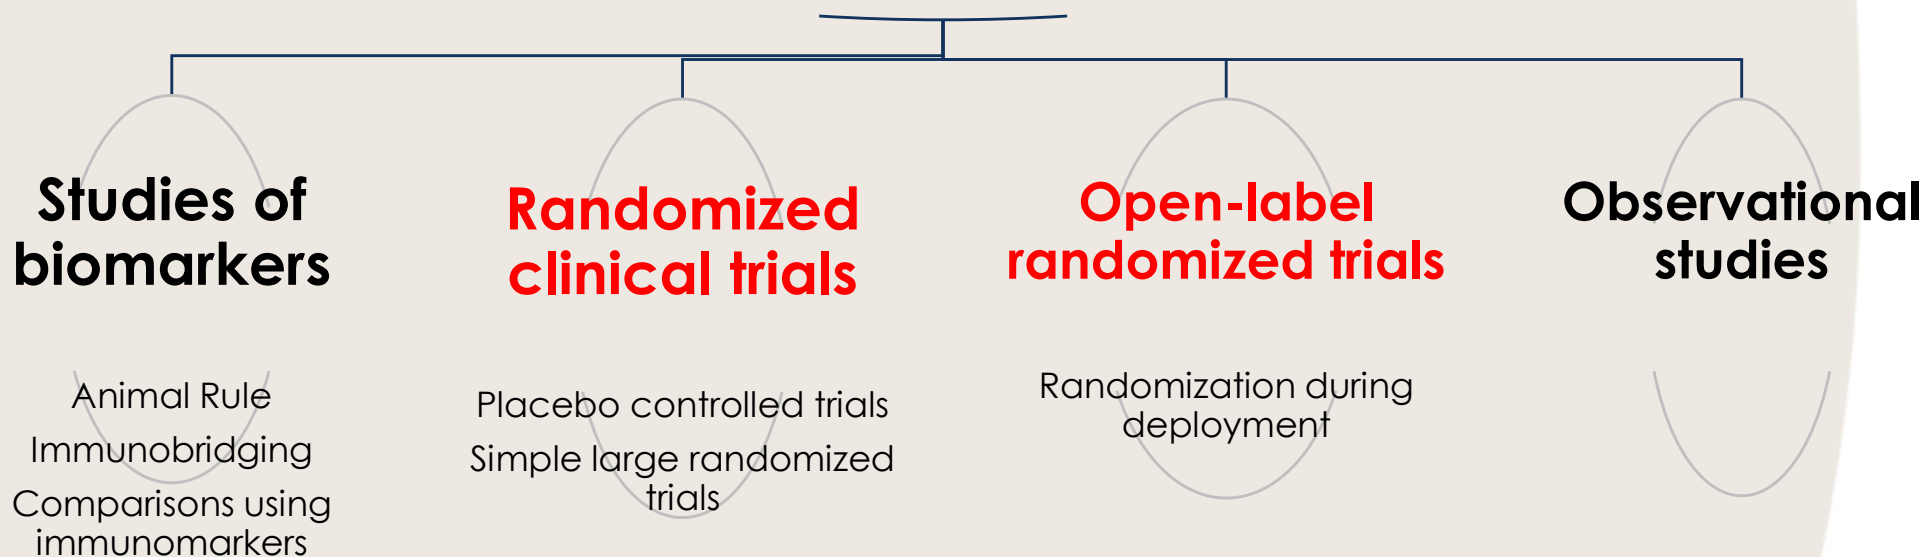 Studies of
biomarkers
Animal Rule
Immunobridging
Comparisons using
immunomarkers
Randomized
clinical trials
Placebo controlled trials
Simple large randomized
trials
Open-label
randomized trials
Randomization during
deployment
Observational
studies